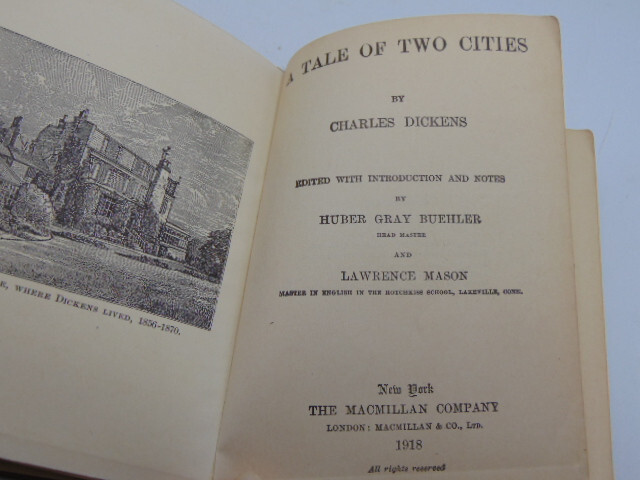 E, WHERE DICKENS LIVED, 1856-1870.
A TALE OF TWO CITIES
BY
CHARLES DICKENS
EDITED WITH INTRODUCTION AND NOTES
BY
HUBER GRAY BUEHLER
HEAD MASTER
AND
LAWRENCE MASON
MASTER IN ENGLISH IN THE HOTCHKISS SCHOOL, LAKEVILLE, CONN.
New York
THE MACMILLAN COMPANY
LONDON: MACMILLAN & CO., LTD.
1918
All rights reserved